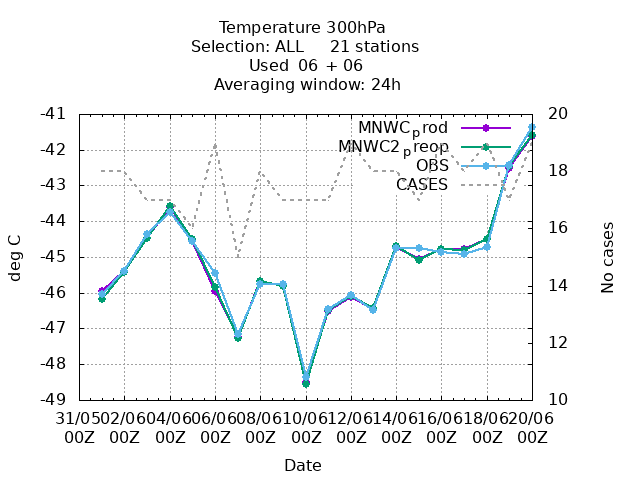 Temperature 300hPa
Selection: ALL 21 stations
Used 06 + 06
Averaging window: 24h
-41 20
MNWCprod
MNWC2preop
-42
OBS
18
-43 CASES
-44
16
-45
deg C
No cases
-46 14
-47
12
-48
-49 10
31/05 02/06 04/06 06/06 08/06 10/06 12/06 14/06 16/06 18/06 20/06
00Z 00Z 00Z 00Z 00Z 00Z 00Z 00Z 00Z 00Z 00Z
Date